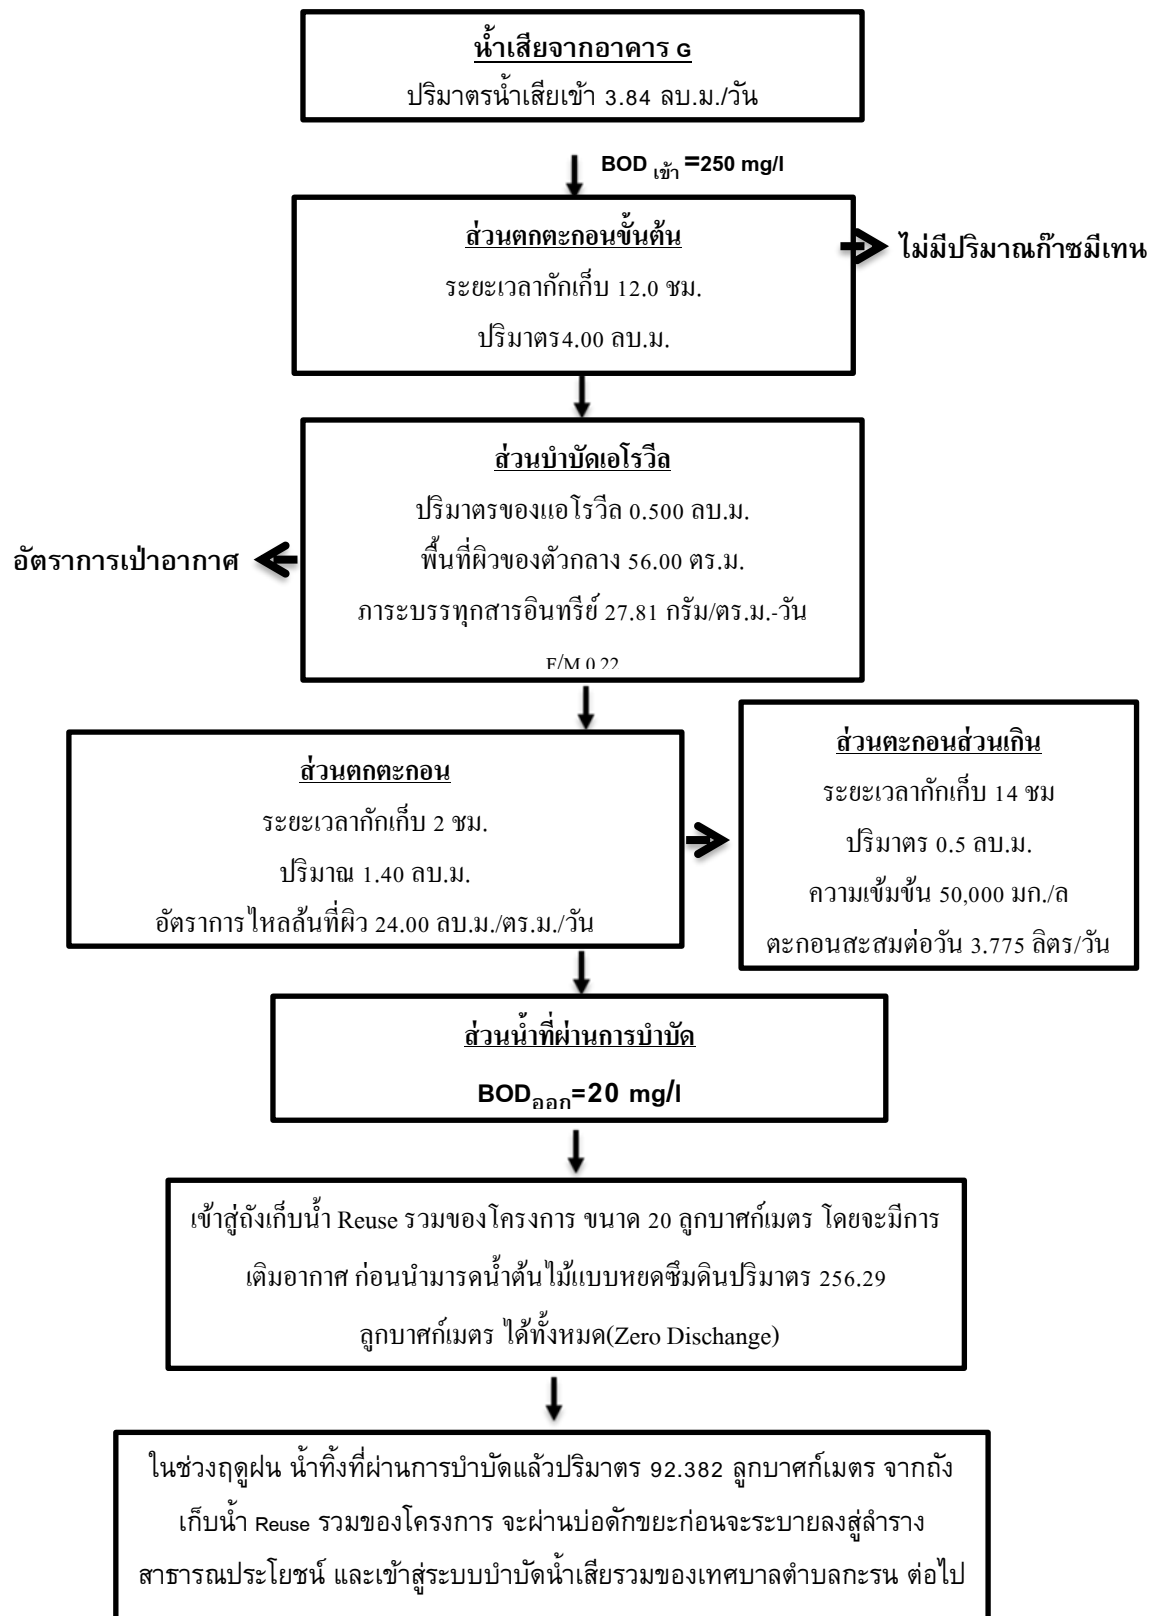 น้ำเสียจากอาคาร G
ปริมาตรน้ำเสียเข้า 3.84 ลบ.ม./วัน
BOD เข้า =250 mg/l
ส่วนตกตะกอนขั้นต้น
ระยะเวลากักเก็บ 12.0 ชม.
ปริมาตร4.00 ลบ.ม.
ไม่มีปริมาณก๊าซมีเทน
ส่วนบำบัดเอโรวีล
ปริมาตรของแอโรวีล 0.500 ลบ.ม.
พื้นที่ผิวของตัวกลาง 56.00 ตร.ม.
ภาระบรรทุกสารอินทรีย์ 27.81 กรัม/ตร.ม.-วัน
F/M 0.22
อัตราการเป่าอากาศ
ส่วนตกตะกอน
ระยะเวลากักเก็บ 2 ชม.
ปริมาณ 1.40 ลบ.ม.
อัตราการไหลล้นที่ผิว 24.00 ลบ.ม./ตร.ม./วัน
ส่วนตะกอนส่วนเกิน
ระยะเวลากักเก็บ 14 ชม
ปริมาตร 0.5 ลบ.ม.
ความเข้มข้น 50,000 มก./ล
ตะกอนสะสมต่อวัน 3.775 ลิตร/วัน
ส่วนน้ำที่ผ่านการบำบัด
BODออก=20 mg/l
เข้าสู่ถังเก็บน้ำ Reuse รวมของโครงการ ขนาด 20 ลูกบาศก์เมตร โดยจะมีการ
เติมอากาศ ก่อนนำมารดน้ำต้นไม้แบบหยดซึมดินปริมาตร 256.29
ลูกบาศก์เมตร ได้ทั้งหมด(Zero Dischange)
ในช่วงฤดูฝน น้ำทิ้งที่ผ่านการบำบัดแล้วปริมาตร 92.382 ลูกบาศก์เมตร จากถัง
เก็บน้ำ Reuse รวมของโครงการ จะผ่านบ่อดักขยะก่อนจะระบายลงสู่ลำราง
สาธารณประโยชน์ และเข้าสู่ระบบบำบัดน้ำเสียรวมของเทศบาลตำบลกะรน ต่อไป